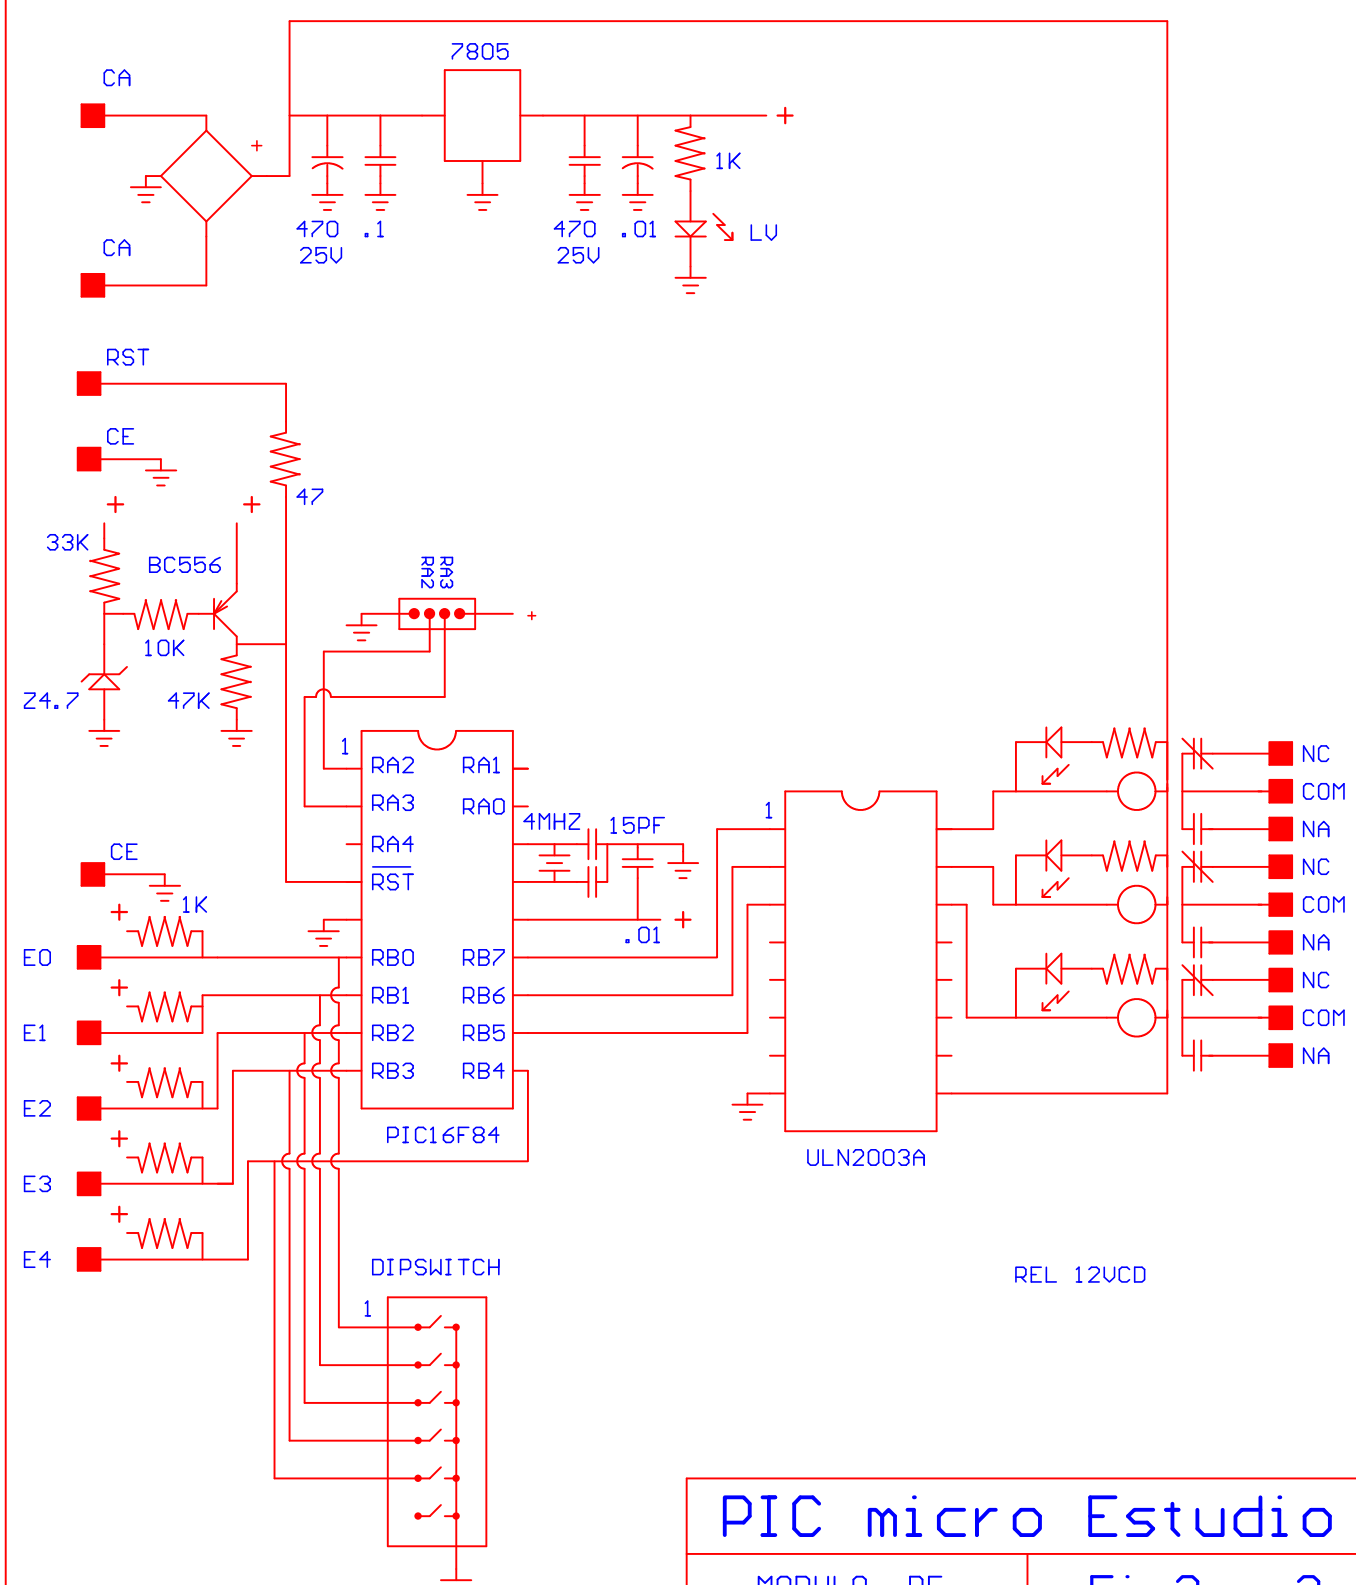 7805
CA
+
+
1K
CA
470 .1
25V
470 .01
25V
LV
RST
CE
47
+
+
33K
BC556
10K
Z4.7
47K
RA2
RA3
+
1
RA2
RA3
RA4
RST
RB0
RB1
RB2
RB3
RA1
RA0
RB7
RB6
RB5
RB4
PIC16F84
4MHZ
15PF
+
.01
CE
1K
+
E0
+
E1
+
E2
+
E3
+
E4
1
ULN2003A
NC
COM
NA
NC
COM
NA
NC
COM
NA
REL 12VCD
DIPSWITCH
1
PIC micro Estudio